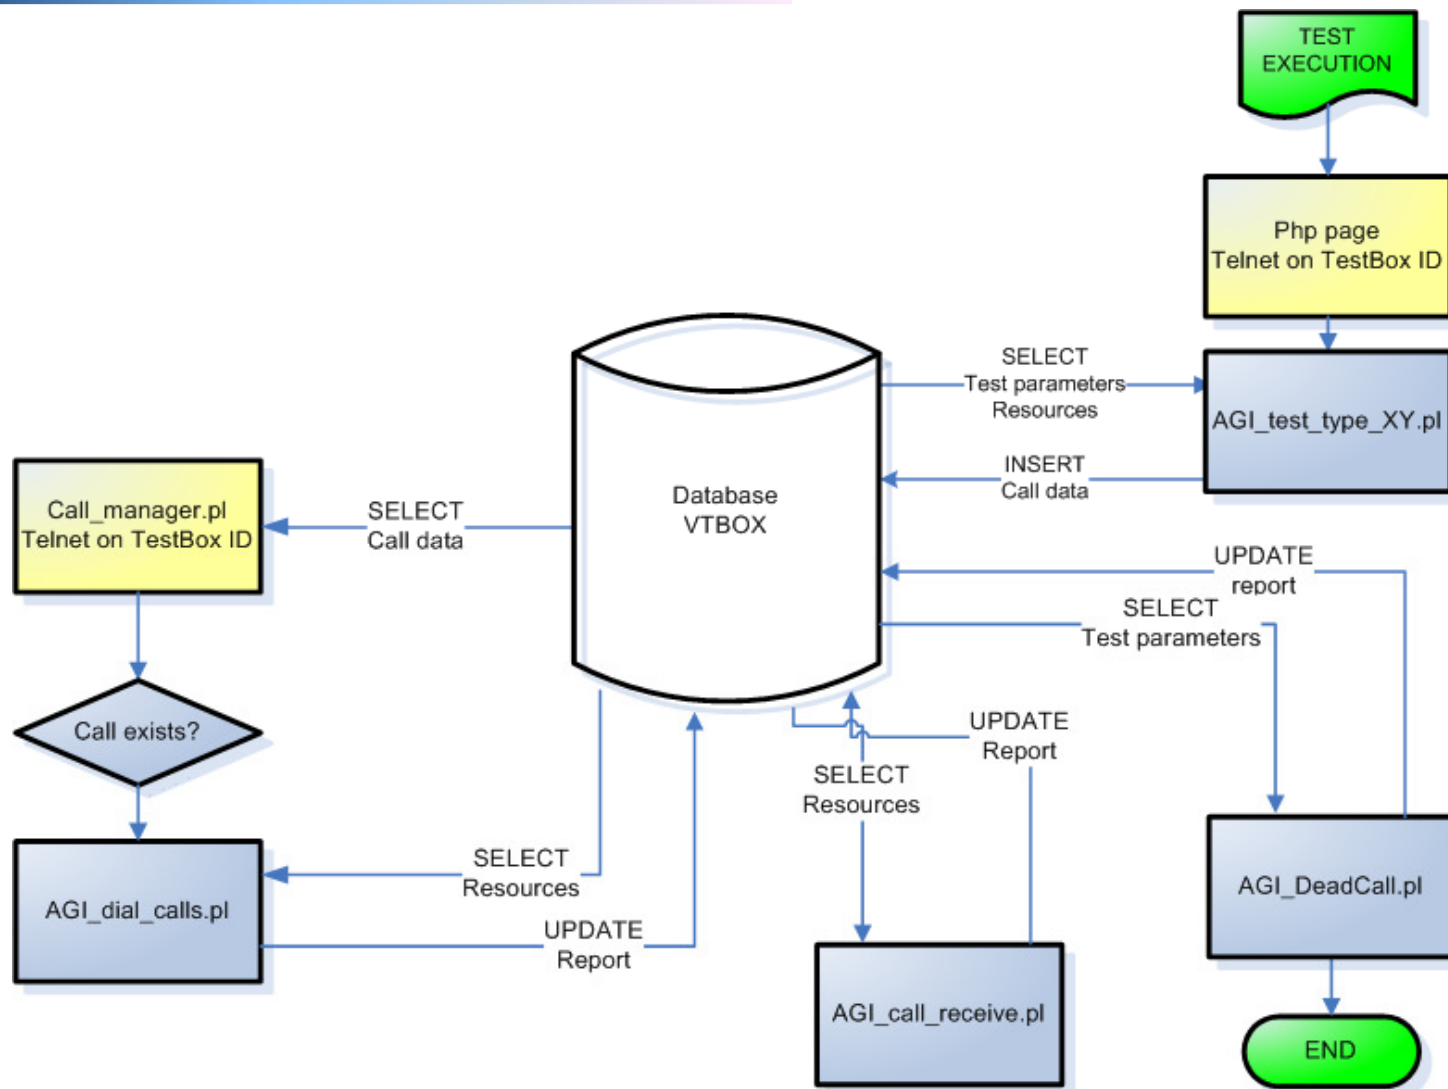 TEST
EXECUTION
Php page
Telnet on TestBox ID
SELECT
Test parameters
Resources
AGI_test_type_XY.pl
INSERT
Call data
Database
VTBOX
Call_manager.pl
Telnet on TestBox ID
SELECT
Call data
UPDATE
report
SELECT
Test parameters
Call exists?
UPDATE
Report
SELECT
Resources
SELECT
Resources
AGI_dial_calls.pl
UPDATE
Report
AGI_DeadCall.pl
AGI_call_receive.pl
END